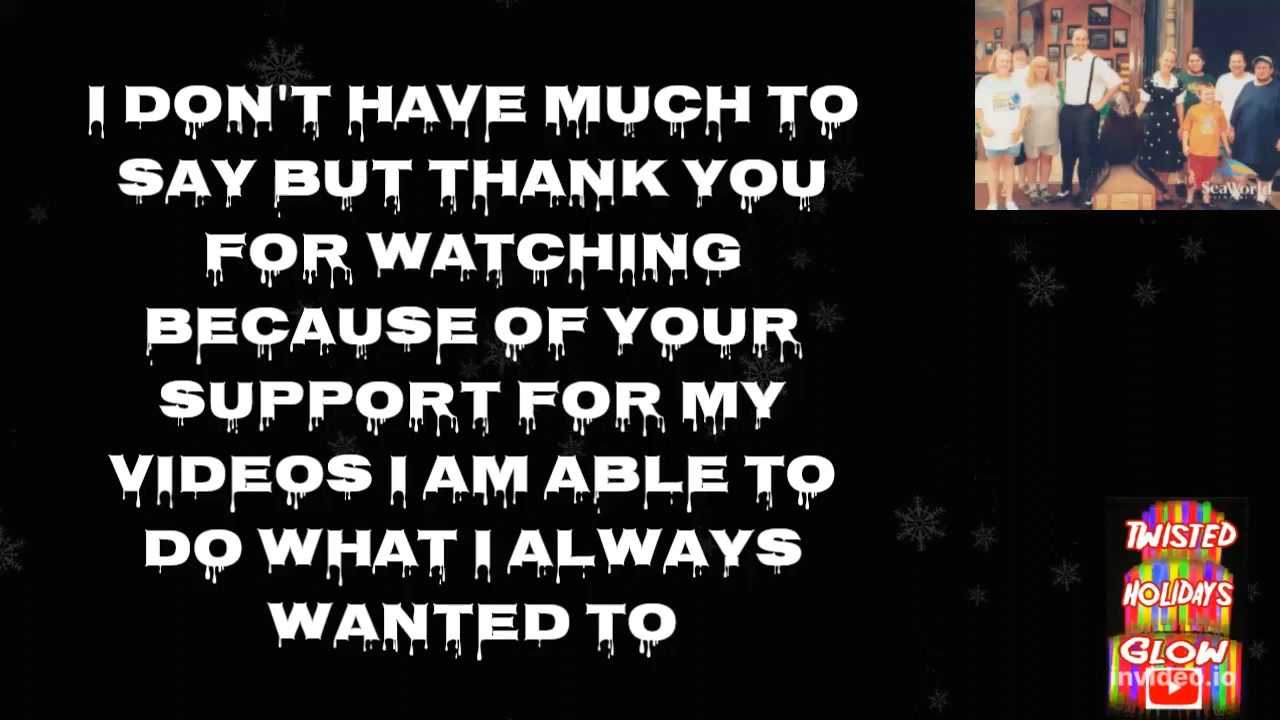 I DON'T HAVE MUCH TO
SAY BUT THANK YOU
FOR WATCHING
BECAUSE OF YOUR
SUPPORT FOR MY
VIDEOS I AM ABLE TO
DO WHAT I ALWAYS
WANTED TO
SeaWorld
TWISTED
HOLIDAYS
GLOW
invideo.io